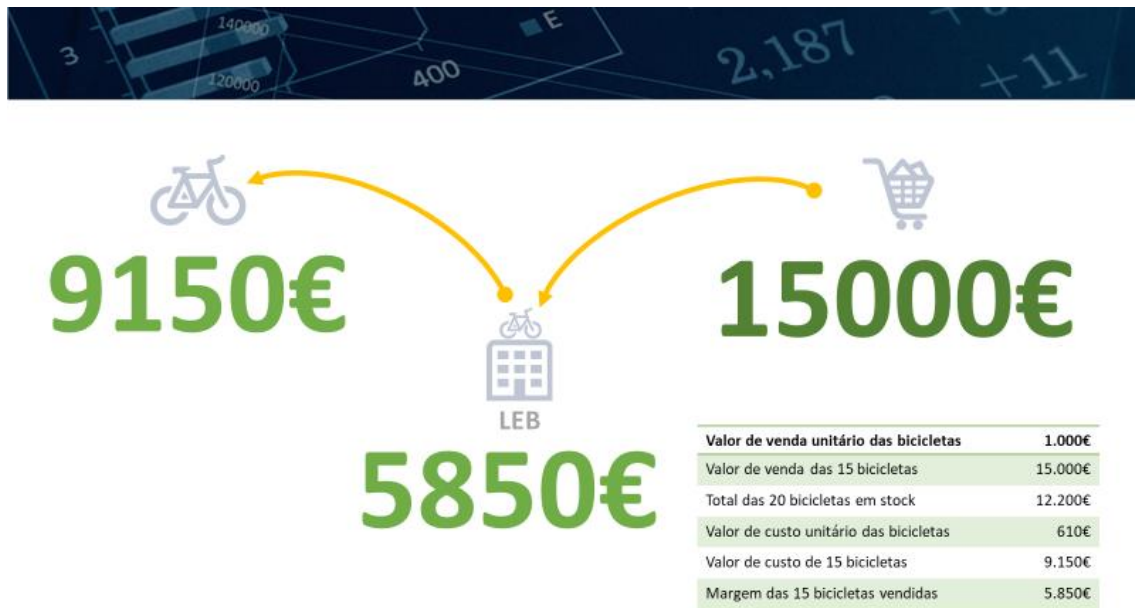 3
140000
120000
400
E
2,187
+11
9150€
15000€
LEB
5850€
Valor de venda unitário das bicicletas 1.000€
Valor de venda das 15 bicicletas 15.000€
Total das 20 bicicletas em stock 12.200€
Valor de custo unitário das bicicletas 610€
Valor de custo de 15 bicicletas 9.150€
Margem das 15 bicicletas vendidas 5.850€